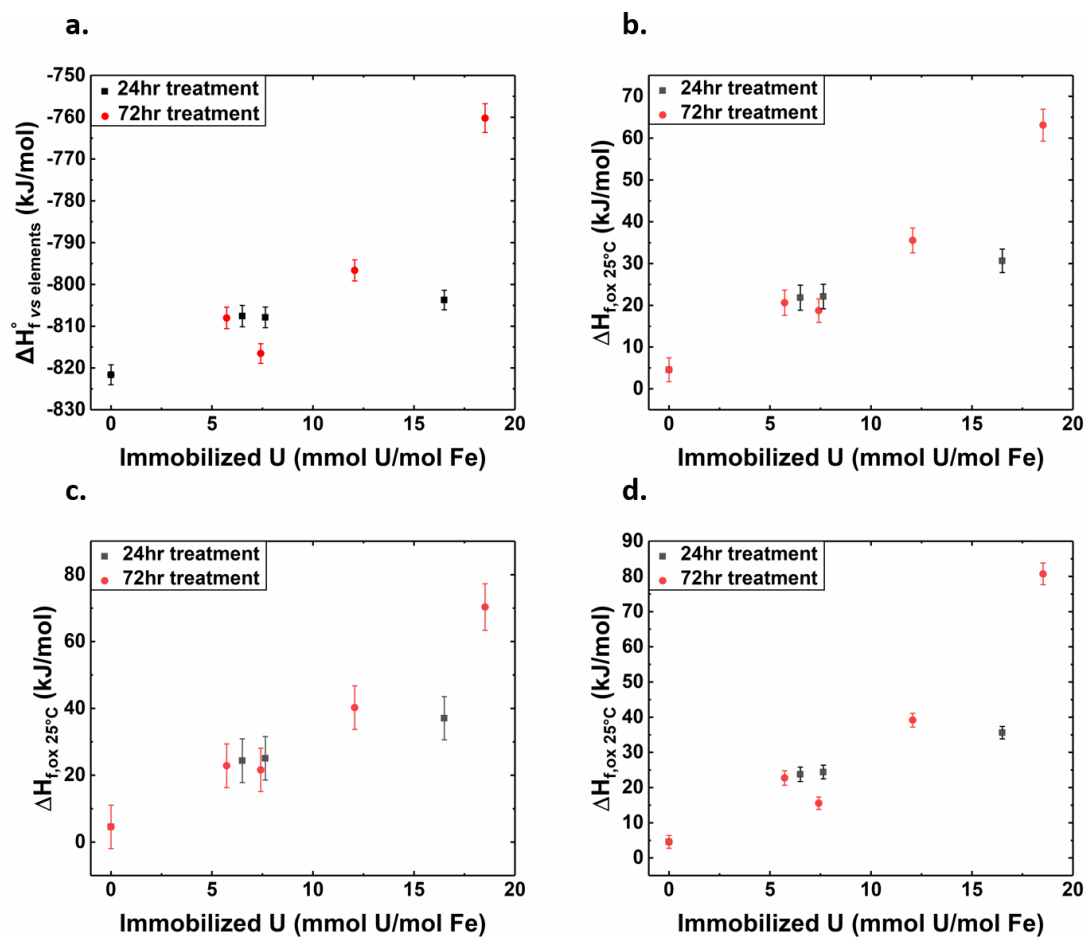 a.
24hr treatment
72hr treatment
-750
-760
-770
-780
-790
-800
-810
-820
-830
0 5 10 15 20
ΔH°f vs elements (kJ/mol)
Immobilized U (mmol U/mol Fe)
b.
24hr treatment
72hr treatment
70
60
50
40
30
20
10
0
0 5 10 15 20
ΔHf,ox 25°C (kJ/mol)
Immobilized U (mmol U/mol Fe)
c.
24hr treatment
72hr treatment
80
60
40
20
0
0 5 10 15 20
ΔHf,ox 25°C (kJ/mol)
Immobilized U (mmol U/mol Fe)
d.
24hr treatment
72hr treatment
90
80
70
60
50
40
30
20
10
0
0 5 10 15 20
ΔHf,ox 25°C (kJ/mol)
Immobilized U (mmol U/mol Fe)